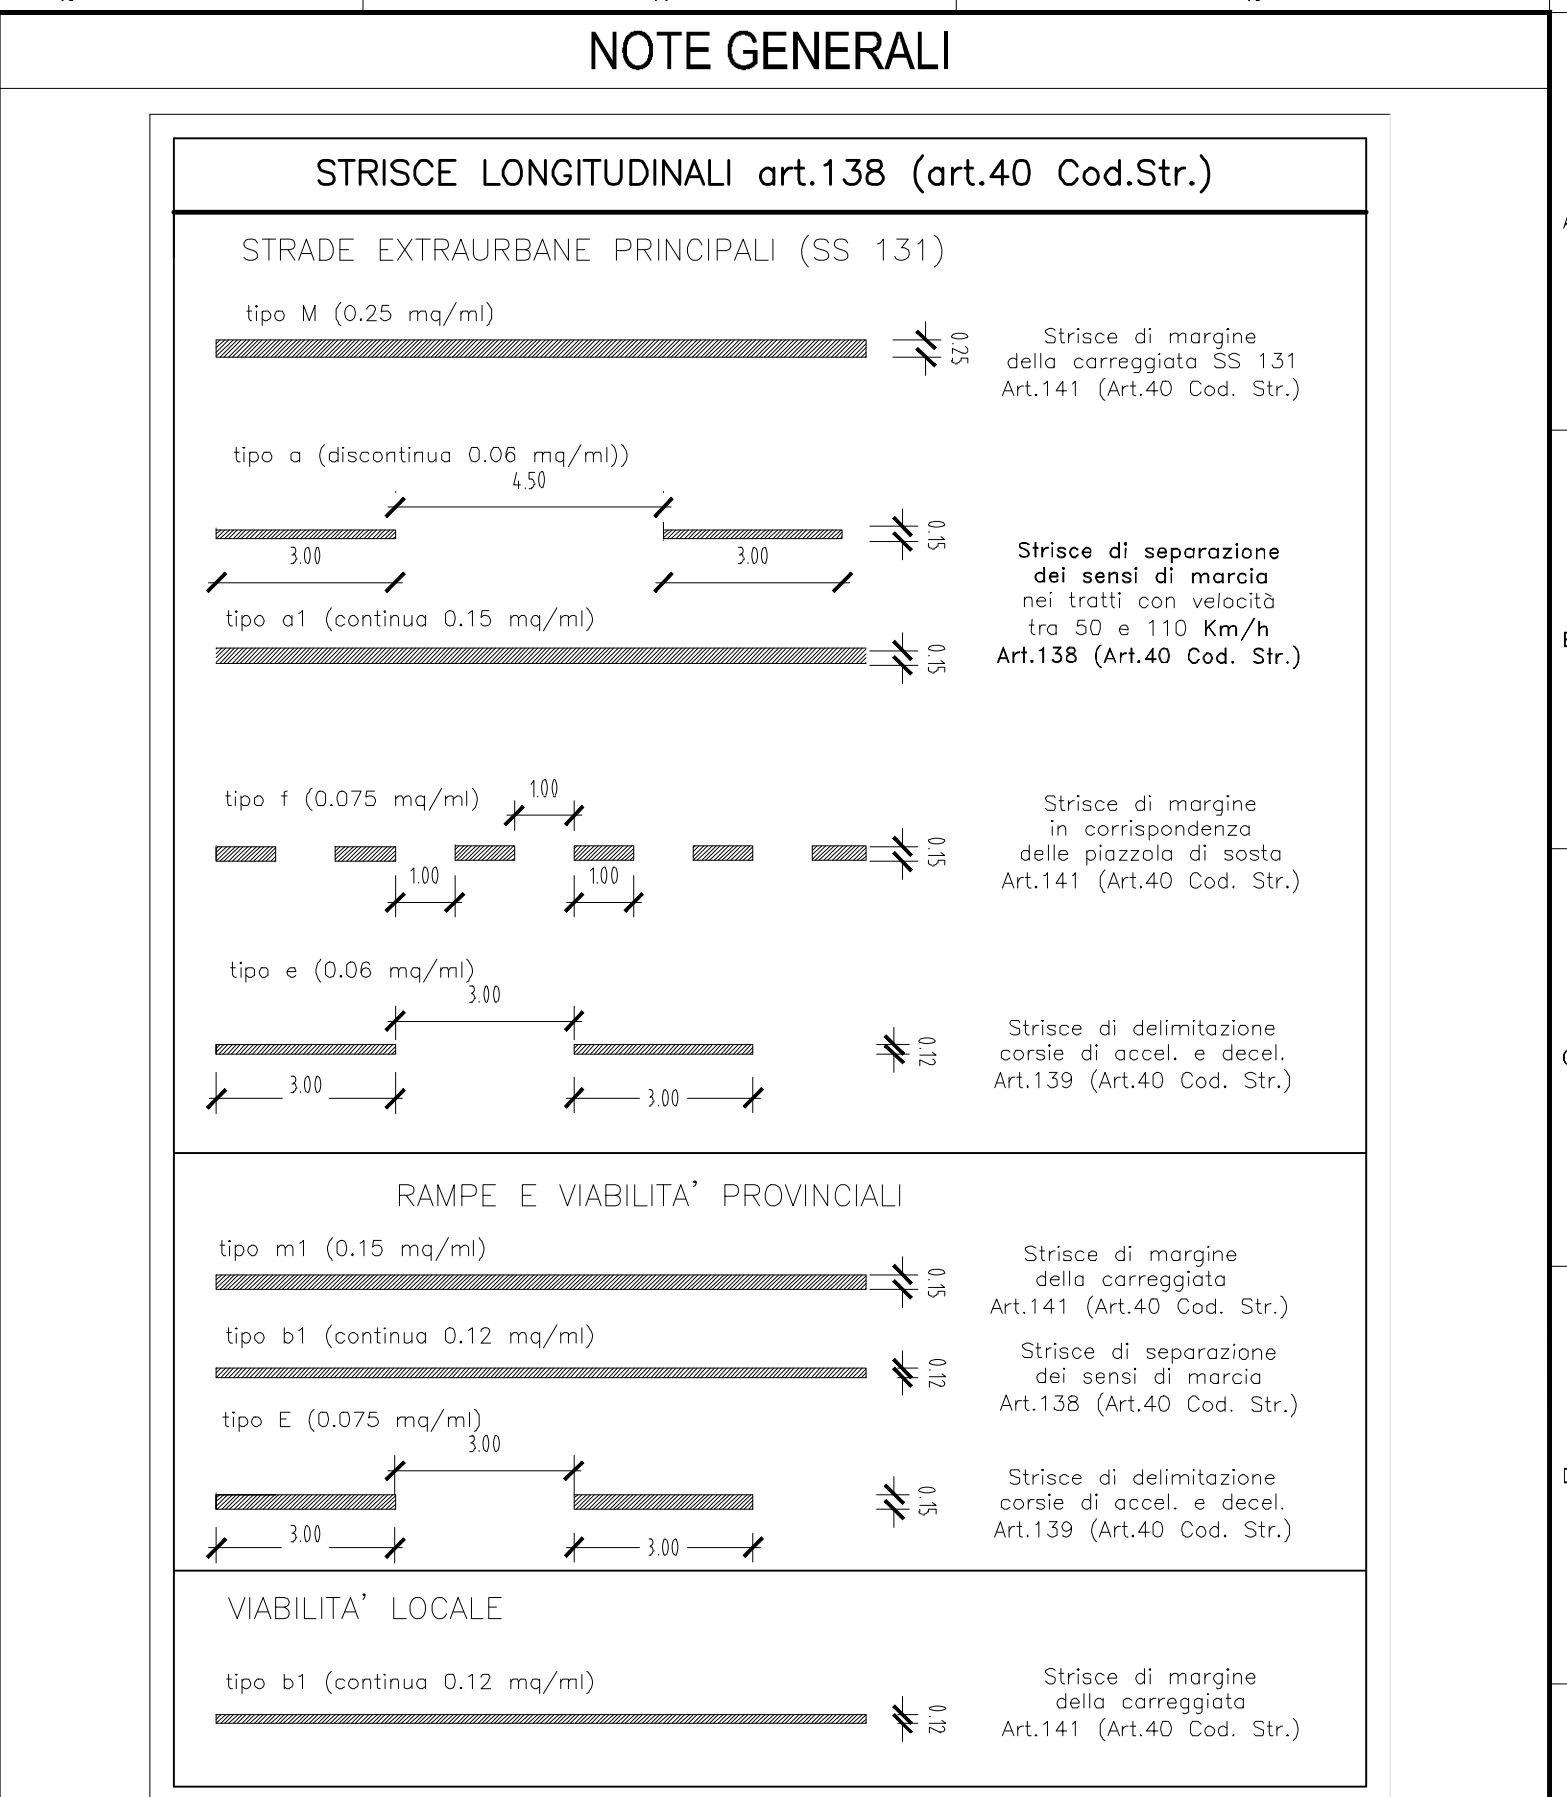 NOTE GENERALI
STRISCE LONGITUDINALI art.138 (art.40 Cod.Str.)
STRADE EXTRAURBANE PRINCIPALI (SS 131)
tipo M (0.25 mq/ml)
0.25
Strisce di margine
della carreggiata SS 131
Art.141 (Art.40 Cod. Str.)
tipo a (discontinua 0.06 mq/ml))
4.50
3.00
3.00
0.15
tipo a1 (continua 0.15 mq/ml)
0.15
Strisce di separazione
dei sensi di marcia
nei tratti con velocità
tra 50 e 110 Km/h
Art.138 (Art.40 Cod. Str.)
tipo f (0.075 mq/ml)
1.00
1.00
1.00
0.15
Strisce di margine
in corrispondenza
delle piazzola di sosta
Art.141 (Art.40 Cod. Str.)
tipo e (0.06 mq/ml)
3.00
3.00
3.00
0.12
Strisce di delimitazione
corsie di accel. e decel.
Art.139 (Art.40 Cod. Str.)
RAMPE E VIABILITA' PROVINCIALI
tipo m1 (0.15 mq/ml)
0.15
Strisce di margine
della carreggiata
Art.141 (Art.40 Cod. Str.)
tipo b1 (continua 0.12 mq/ml)
0.12
Strisce di separazione
dei sensi di marcia
Art.138 (Art.40 Cod. Str.)
tipo E (0.075 mq/ml)
3.00
3.00
3.00
0.15
Strisce di delimitazione
corsie di accel. e decel.
Art.139 (Art.40 Cod. Str.)
VIABILITA' LOCALE
tipo b1 (continua 0.12 mq/ml)
0.12
Strisce di margine
della carreggiata
Art.141 (Art.40 Cod. Str.)